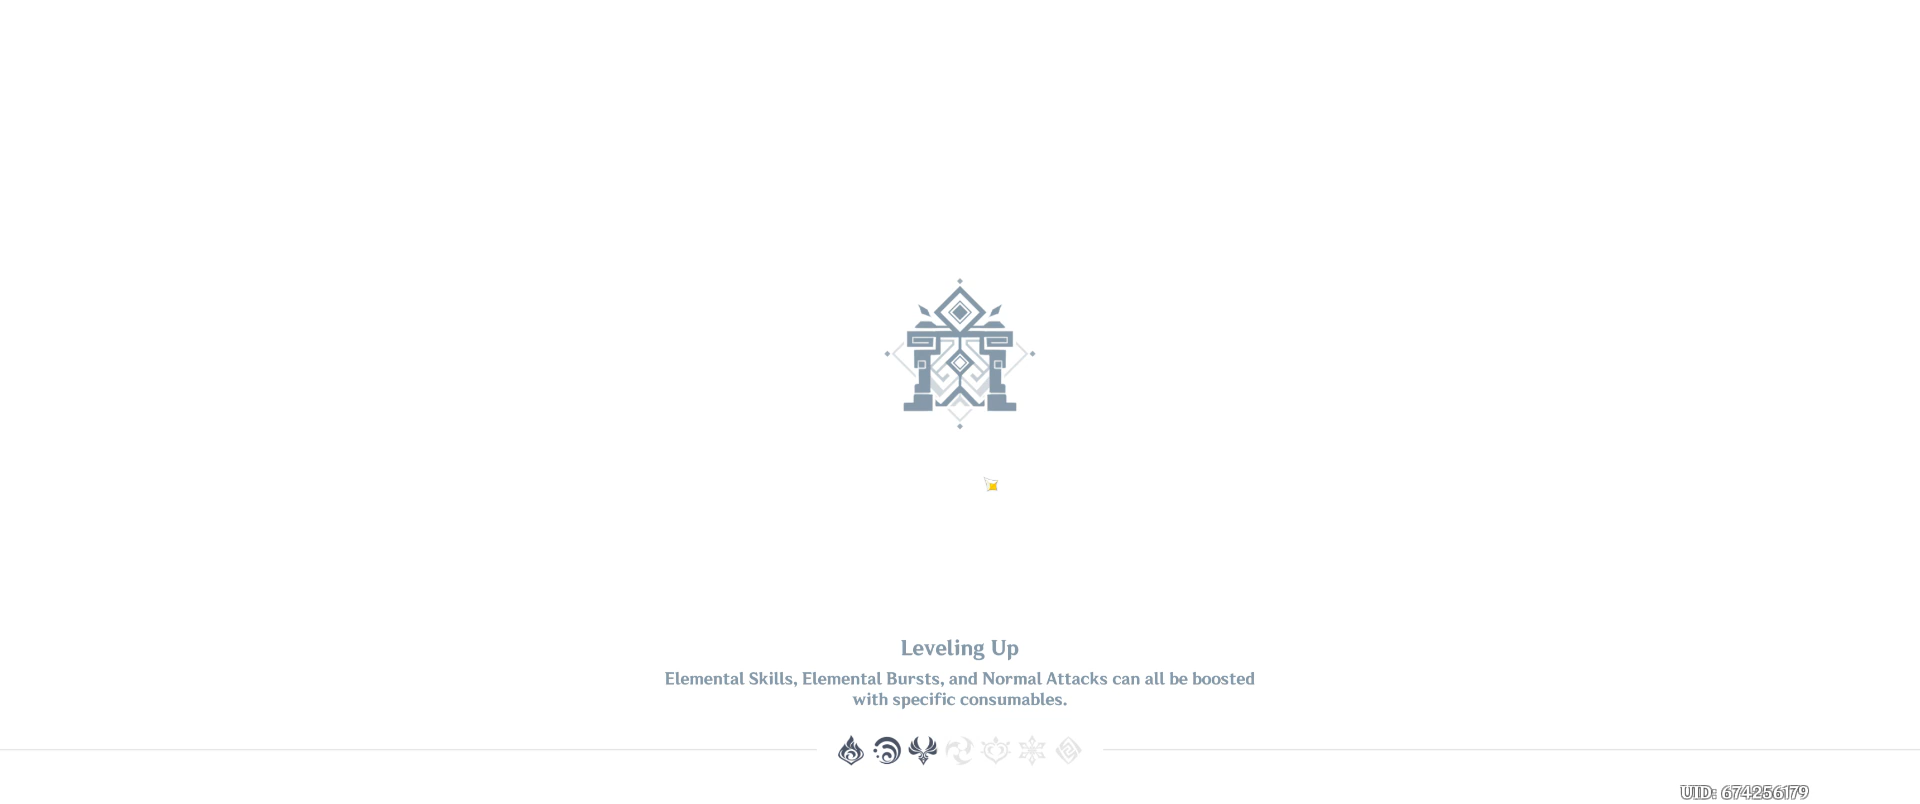 Leveling Up
Elemental Skills, Elemental Bursts, and Normal Attacks can all be boosted
with specific consumables.
UID: 674256179